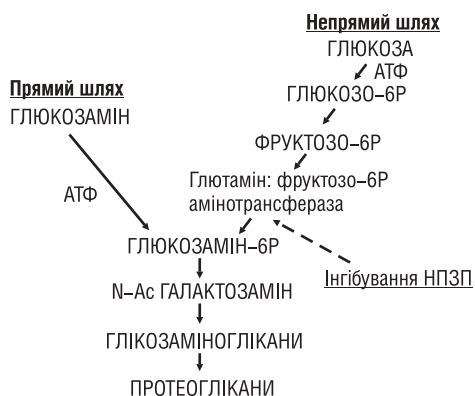 Непрямий шлях
ГЛЮКОЗА
АТФ
ГЛЮКОЗО–6Р
ФРУКТОЗО–6Р
Глютамін: фруктозо–6Р
амінотрансфераза
Прямий шлях
ГЛЮКОЗАМІН
АТФ
ГЛЮКОЗАМІН–6Р
Інгібування НПЗП
N–Ac ГАЛАКТОЗАМІН
ГЛІКОЗАМІНОГЛІКАНИ
ПРОТЕОГЛІКАНИ